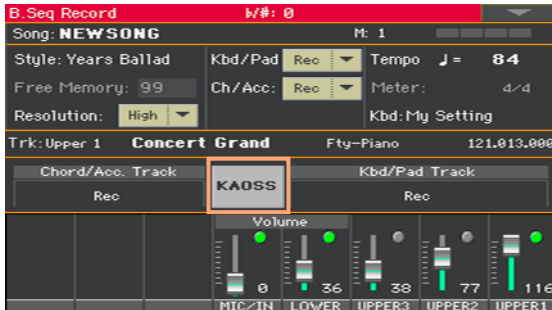 B.Seq Record ♭/#: 0
Song: NEWSONG M: 1
Style: Years Ballad Kbd/Pad Rec Tempo ♩= 84
Free Memory: 99 Ch/Acc: Rec Meter: 4/4
Resolution: High Kbd: My Setting
Trk: Upper 1 Concert Grand Fty-Piano 121.013.000
Chord/Acc. Track KAOSS Kbd/Pad Track
Rec Rec
Volume
0 36 38 77 116
MIC/IN LOWER UPPER3 UPPER2 UPPER1